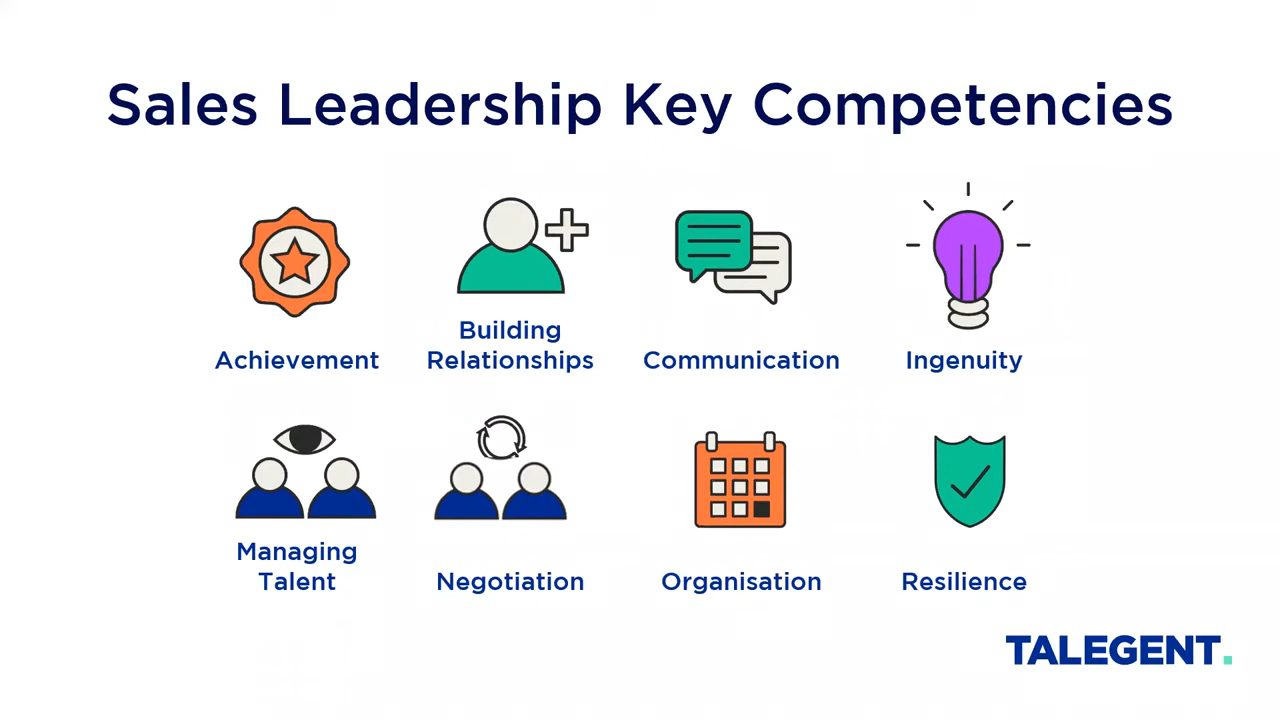 Sales Leadership Key Competencies
Achievement
Building
Relationships
Communication
Ingenuity
Managing
Talent
Negotiation
Organisation
Resilience
TALEGENT.